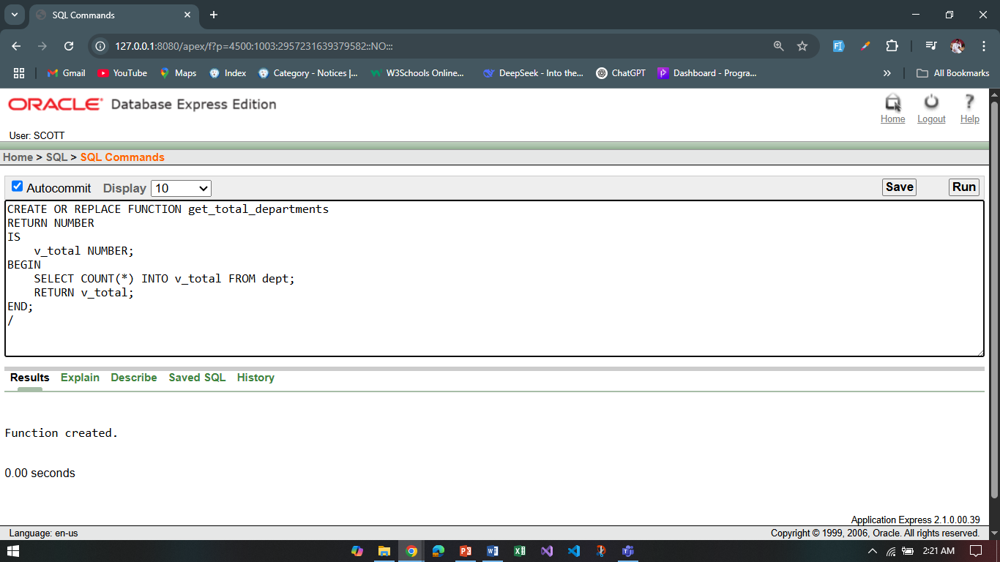 SQL Commands
127.0.0.1:8080/apex/f?p=4500:1003:2957231639379582::NO:::
Gmail YouTube Maps Index Category - Notices |... W3Schools Online... DeepSeek - Into the... ChatGPT Dashboard - Progra... » All Bookmarks
ORACLE Database Express Edition
Home Logout Help
User: SCOTT
Home > SQL > SQL Commands
Autocommit Display 10 Save Run
CREATE OR REPLACE FUNCTION get_total_departments
RETURN NUMBER
IS
    v_total NUMBER;
BEGIN
    SELECT COUNT(*) INTO v_total FROM dept;
    RETURN v_total;
END;
/
Results Explain Describe Saved SQL History
Function created.
0.00 seconds
Application Express 2.1.0.00.39
Language: en-us Copyright © 1999, 2006, Oracle. All rights reserved.
2:21 AM